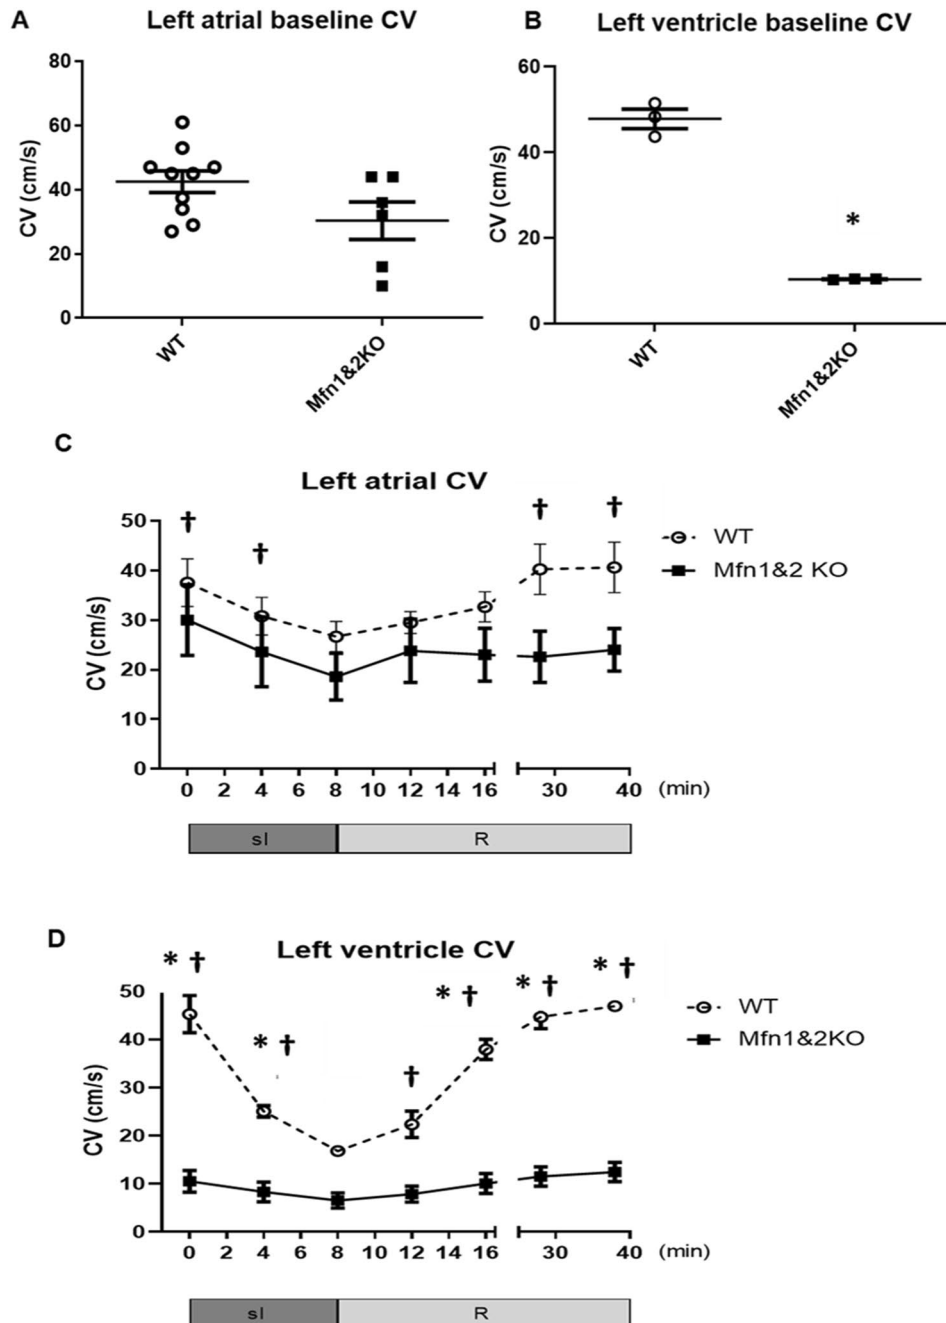 A
Left atrial baseline CV
80
60
40
20
0
CV (cm/s)
WT
Mfn1&2KO
B
Left ventricle baseline CV
60
40
20
0
CV (cm/s)
*
WT
Mfn1&2KO
C
Left atrial CV
† † † †
50
40
30
20
10
0
CV (cm/s)
WT
Mfn1&2 KO
0 2 4 6 8 10 12 14 16 30 40 (min)
sI R
D
Left ventricle CV
* † * † † * † * † * †
50
40
30
20
10
0
CV (cm/s)
WT
Mfn1&2KO
0 2 4 6 8 10 12 14 16 30 40 (min)
sI R